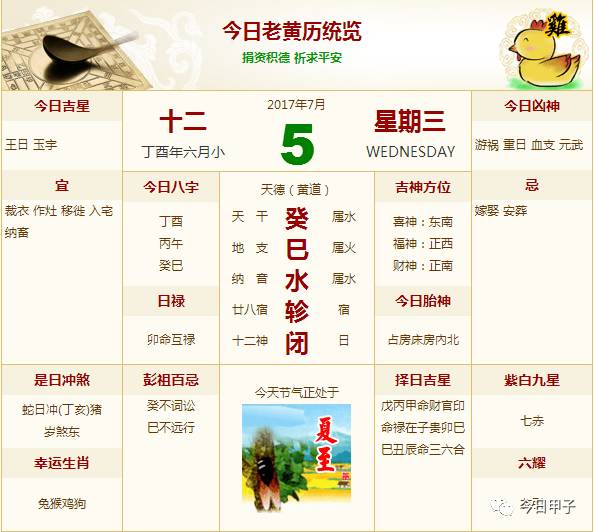 今日老黄历统览
捐资积德 祈求平安
雞
今日吉星
王日 玉宇
十二
丁酉年六月小
2017年7月
5
星期三
WEDNESDAY
今日凶神
游祸 重日 血支 元武
宜
裁衣 作灶 移徙 入宅
纳畜
今日八字
丁酉
丙午
癸巳
日禄
卯命互禄
天德（黄道）
天 干 癸 属水
地 支 巳 属火
纳 音 水 属水
廿八宿 轸 宿
十二神 闭 日
吉神方位
喜神：东南
福神：正西
财神：正南
今日胎神
占房床房内北
忌
嫁娶 安葬
是日冲煞
蛇日冲(丁亥)猪
岁煞东
幸运生肖
兔猴鸡狗
彭祖百忌
癸不词讼
巳不远行
今天节气正处于
夏至
择日吉星
戊丙甲命财官印
命禄在子贵卯巳
巳丑辰命三六合
紫白九星
七赤
六耀
今日甲子